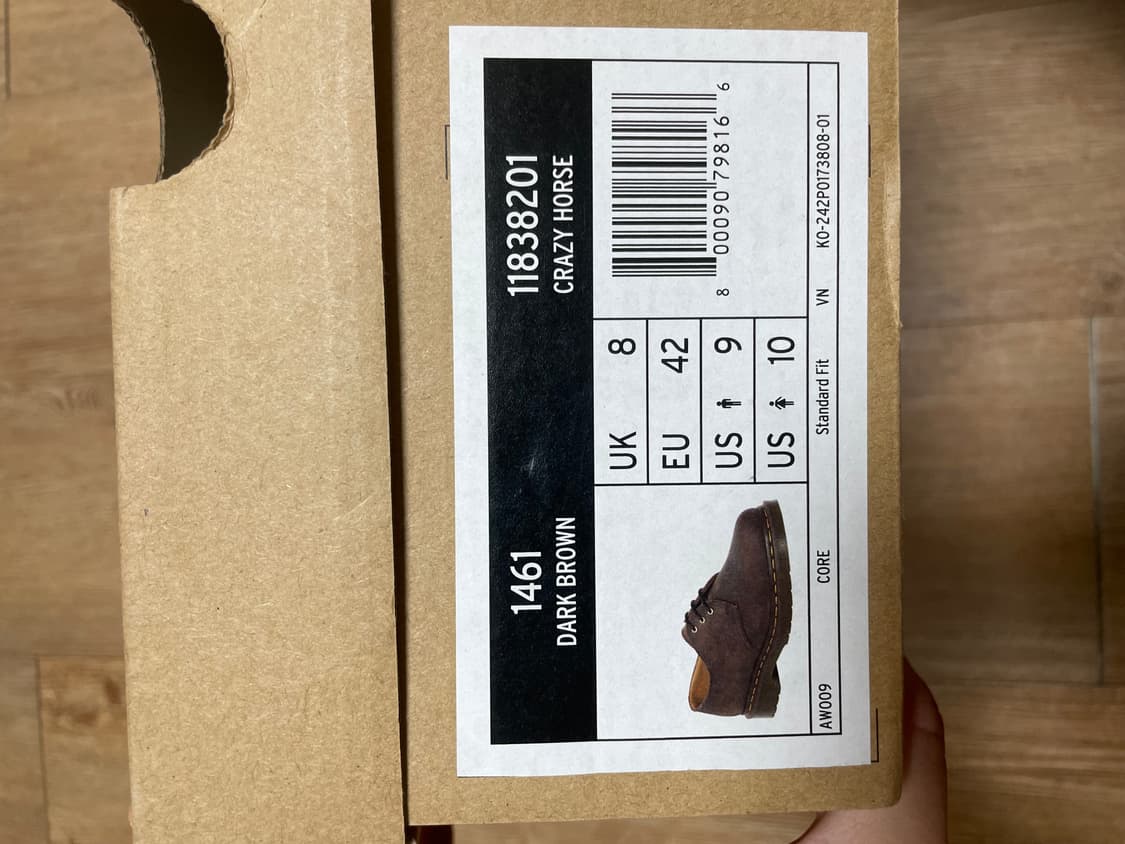 1461 11838201
DARK BROWN CRAZY HORSE
UK 8
EU 42
US 9
US 10
8 00090 79816 6
AW009 CORE Standard Fit VN KO-242P0173808-01